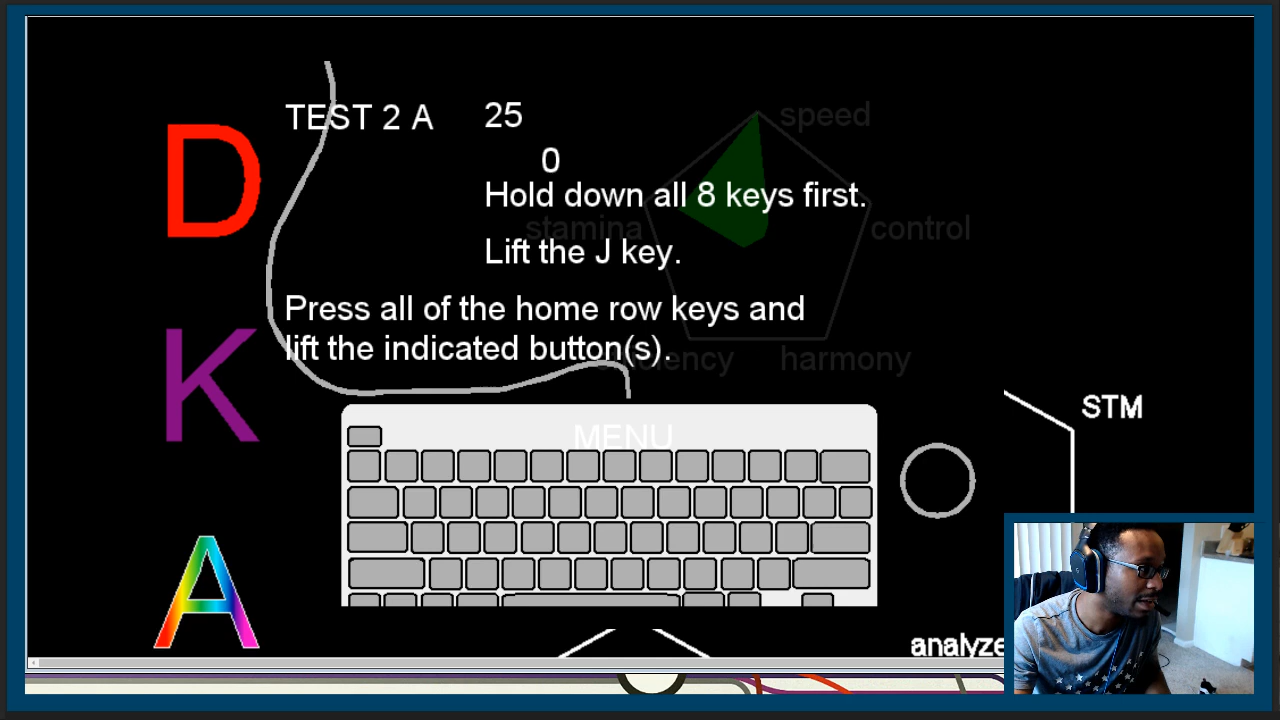 D
K
A
TEST 2 A
25
0
Hold down all 8 keys first.
Lift the J key.
Press all of the home row keys and
lift the indicated button(s).
speed
stamina
control
harmony
MENU
STM
analyze